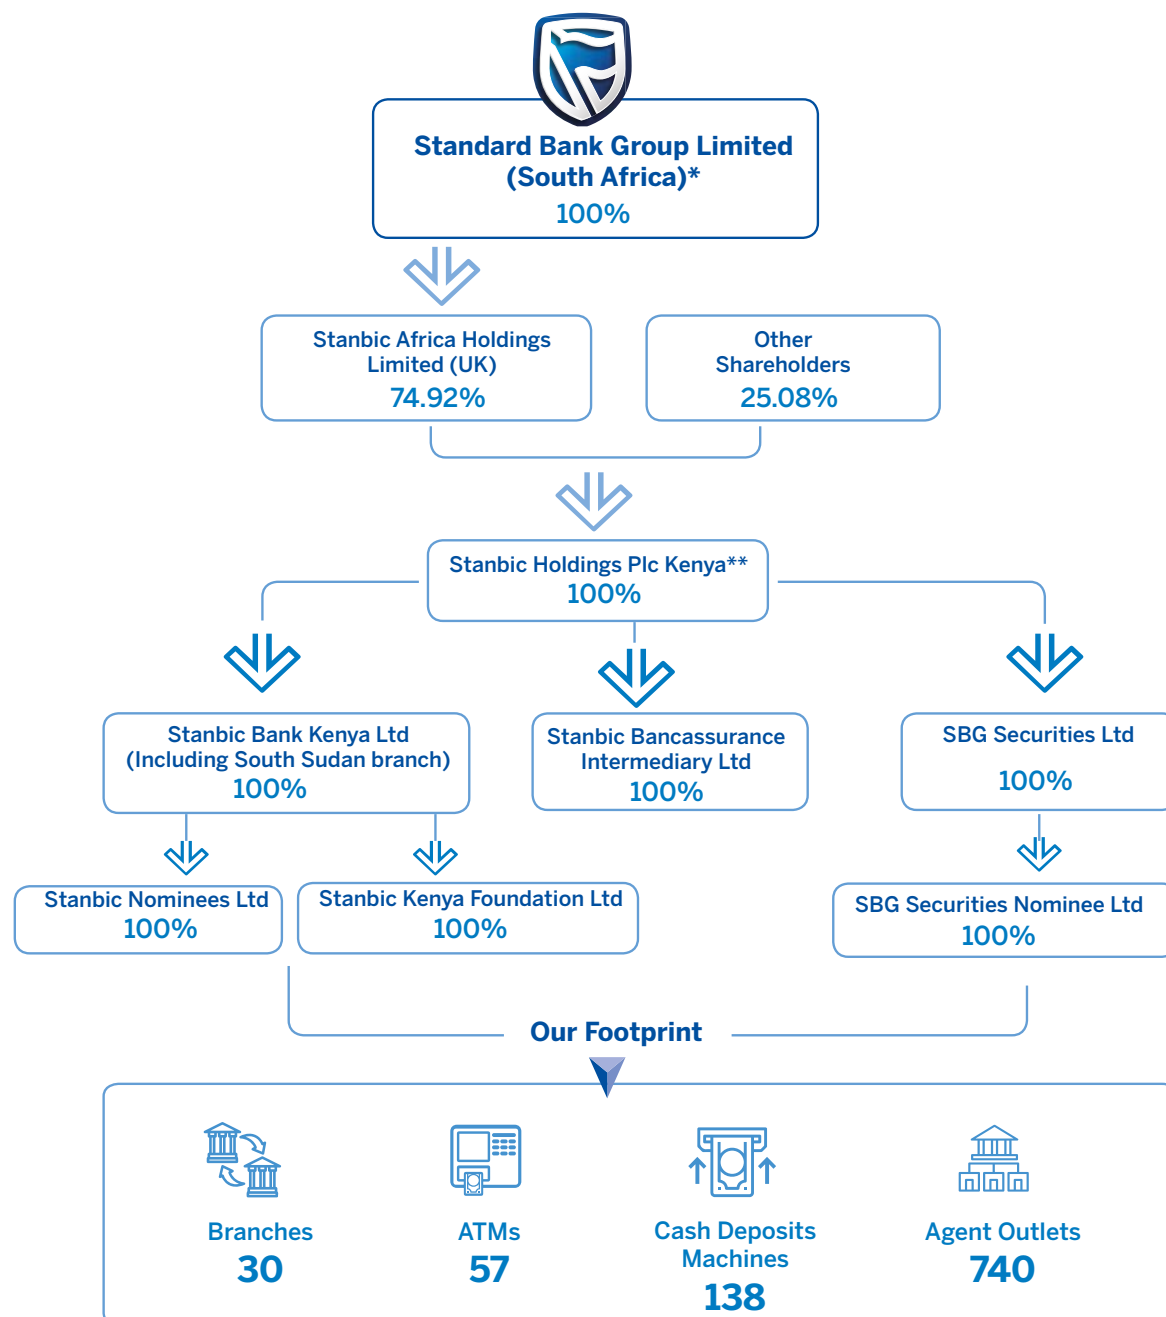 Standard Bank Group Limited
(South Africa)*
100%
Stanbic Africa Holdings
Limited (UK)
74.92%
Other
Shareholders
25.08%
Stanbic Holdings Plc Kenya**
100%
Stanbic Bank Kenya Ltd
(Including South Sudan branch)
100%
Stanbic Bancassurance
Intermediary Ltd
100%
SBG Securities Ltd
100%
Stanbic Nominees Ltd
100%
Stanbic Kenya Foundation Ltd
100%
SBG Securities Nominee Ltd
100%
Our Footprint
Branches
30
ATMs
57
Cash Deposits
Machines
138
Agent Outlets
740